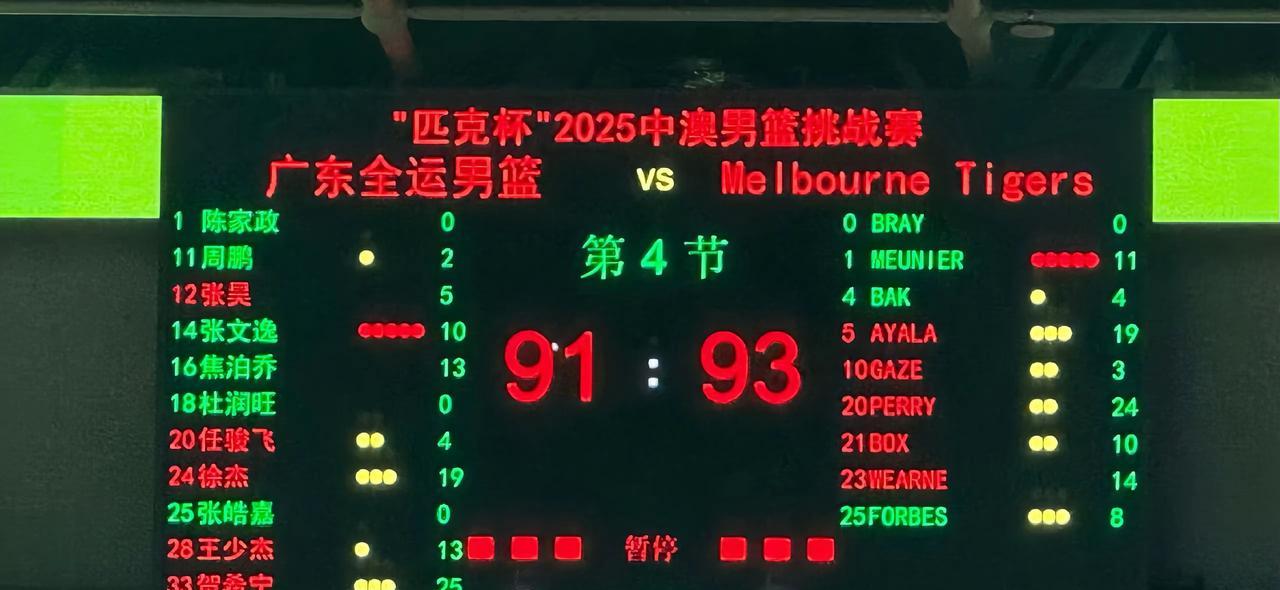 "匹克杯"2025中澳男篮挑战赛
广东全运男篮 VS Melbourne Tigers
第 4 节
91 : 93
1 陈家政 0
11 周鹏 2
12 张昊 5
14 张文逸 10
16 焦泊乔 13
18 杜润旺 0
20 任骏飞 4
24 徐杰 19
25 张皓嘉 0
28 王少杰 13
33 贺希宁 25
0 BRAY 0
1 MEUNIER 11
4 BAK 4
5 AYALA 19
10 GAZE 3
20 PERRY 24
21 BOX 10
23 WEARNE 14
25 FORBES 8
暂停